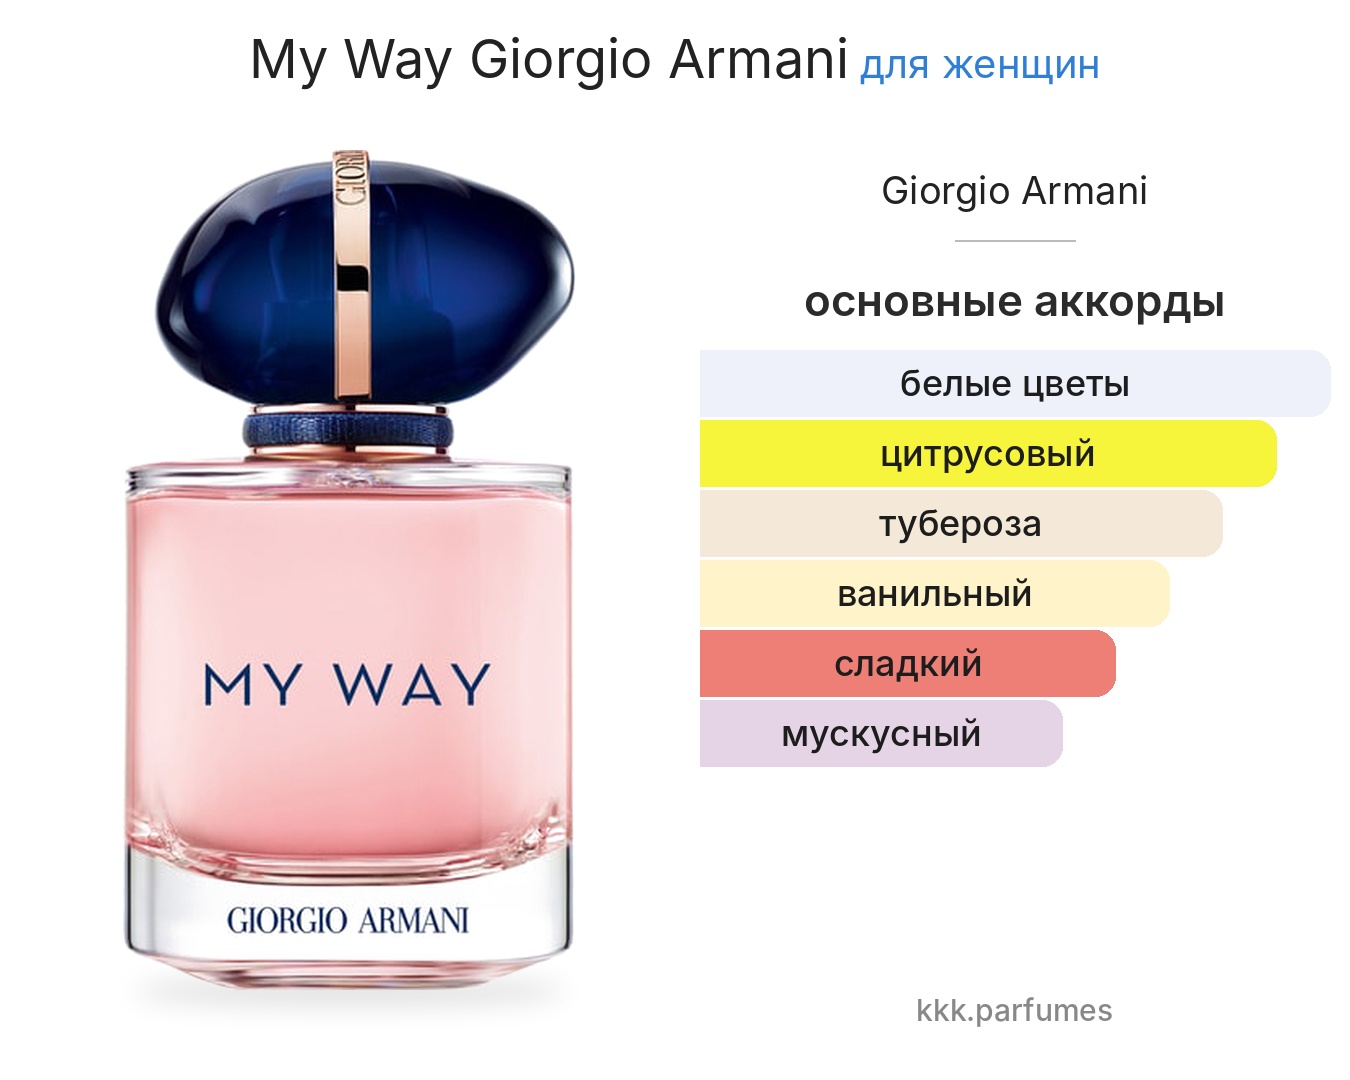 My Way Giorgio Armani для женщин
GIORGI
Giorgio Armani
основные аккорды
белые цветы
цитрусовый
тубероза
ванильный
сладкий
мускусный
MY WAY
GIORGIO ARMANI
kkk.parfumes